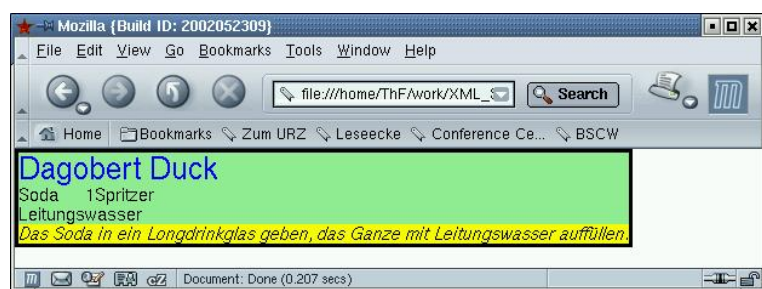 Mozilla {Build ID: 2002052309}
File Edit View Go Bookmarks Tools Window Help
file:///home/ThF/work/XML_S Search
Home Bookmarks Zum URZ Leseecke Conference Ce... BSCW
Dagobert Duck
Soda 1Spritzer
Leitungswasser
Das Soda in ein Longdrinkglas geben, das Ganze mit Leitungswasser auffüllen.
Document: Done (0.207 secs)